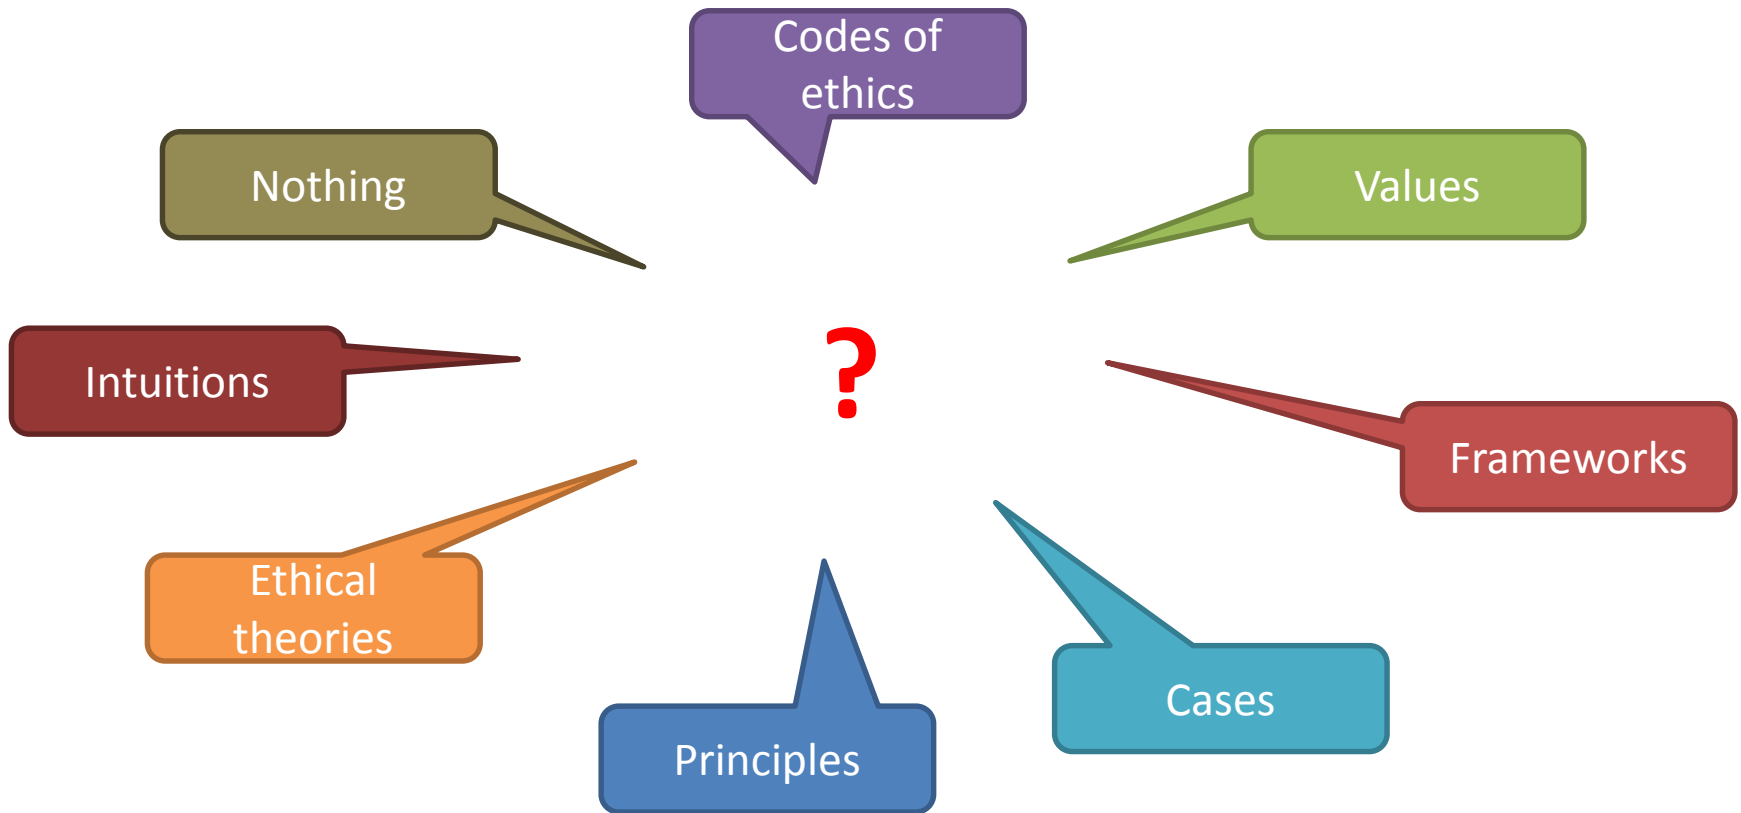 Codes of
ethics
Nothing
Values
?
Intuitions
Frameworks
Ethical
theories
Cases
Principles